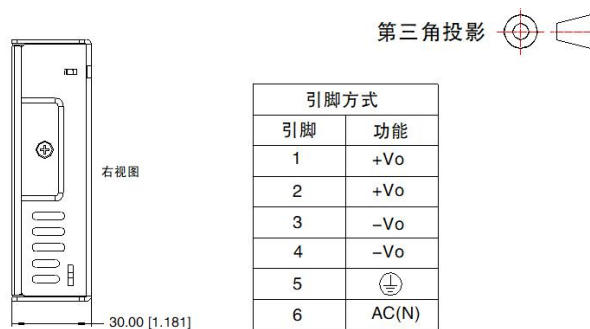 第三角投影
引脚方式
引脚 功能
1 +Vo
2 +Vo
3 -Vo
4 -Vo
5
6 AC(N)
右视图
30.00 [1.181]